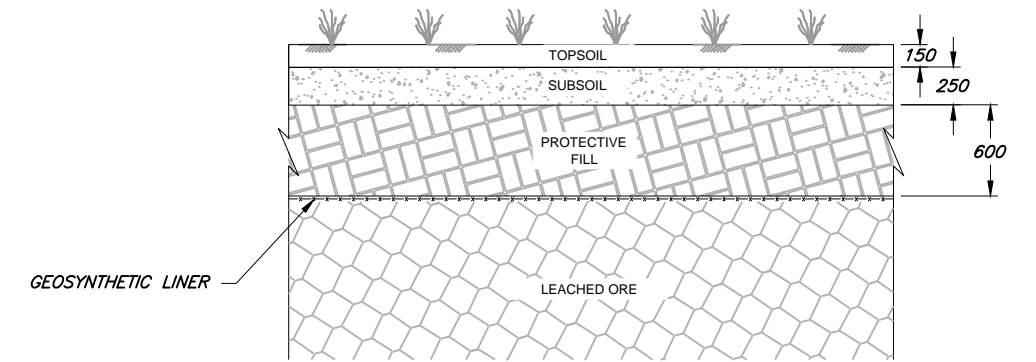 TOPSOIL
150
SUBSOIL
250
PROTECTIVE
FILL
600
GEOSYNTHETIC LINER
LEACHED ORE